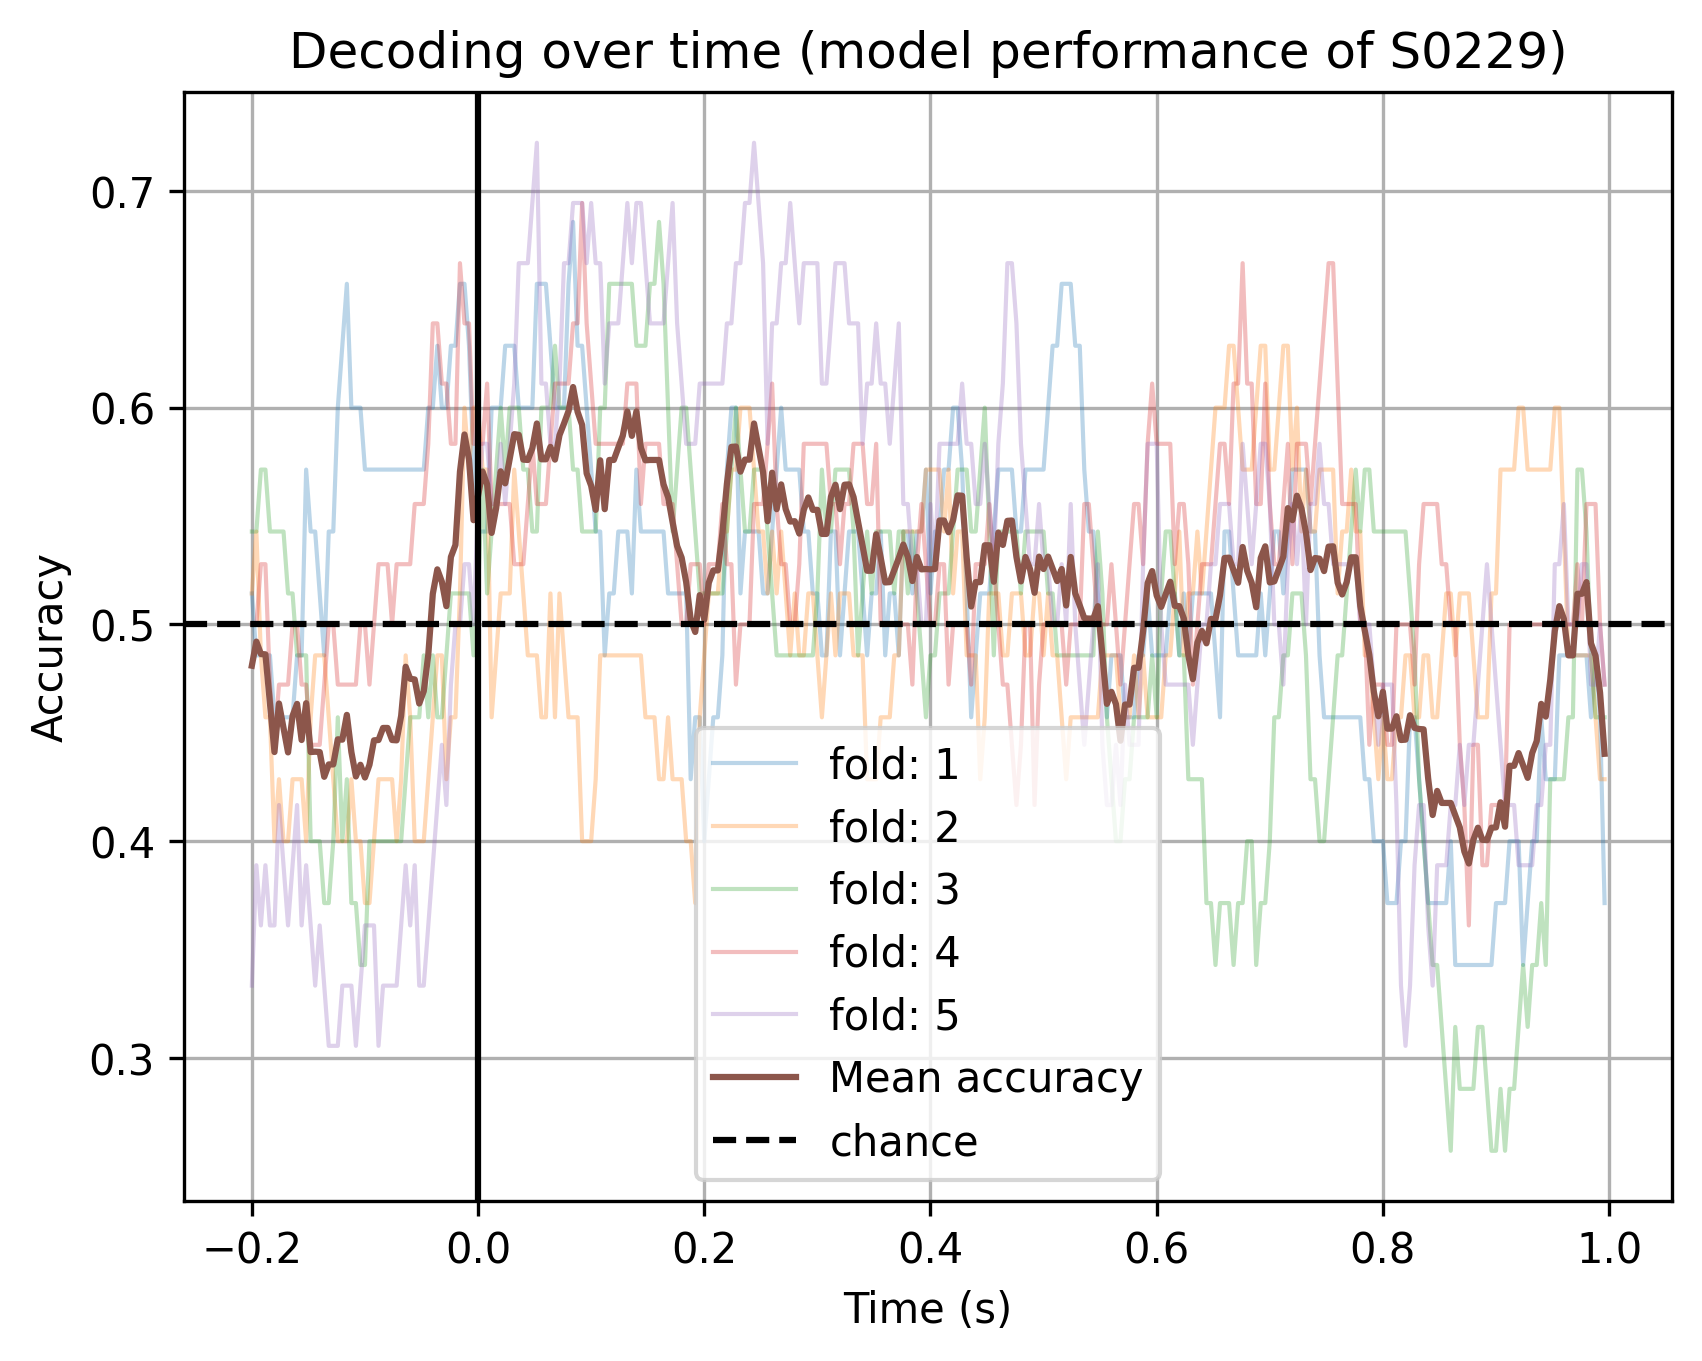 Decoding over time (model performance of S0229)
Accuracy
0.7
0.6
0.5
0.4
0.3
fold: 1
fold: 2
fold: 3
fold: 4
fold: 5
Mean accuracy
chance
−0.2 0.0 0.2 0.4 0.6 0.8 1.0
Time (s)